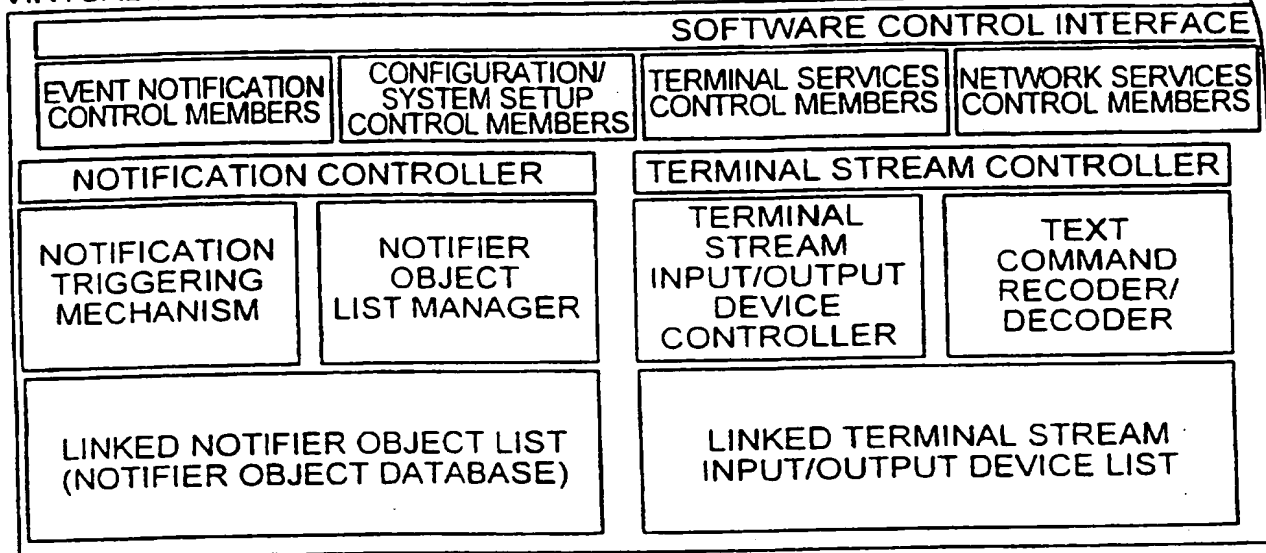 SOFTWARE CONTROL INTERFACE
EVENT NOTIFICATION
CONTROL MEMBERS
CONFIGURATION/
SYSTEM SETUP
CONTROL MEMBERS
TERMINAL SERVICES
CONTROL MEMBERS
NETWORK SERVICES
CONTROL MEMBERS
NOTIFICATION CONTROLLER
TERMINAL STREAM CONTROLLER
NOTIFICATION
TRIGGERING
MECHANISM
NOTIFIER
OBJECT
LIST MANAGER
TERMINAL
STREAM
INPUT/OUTPUT
DEVICE
CONTROLLER
TEXT
COMMAND
RECODER/
DECODER
LINKED NOTIFIER OBJECT LIST
(NOTIFIER OBJECT DATABASE)
LINKED TERMINAL STREAM
INPUT/OUTPUT DEVICE LIST